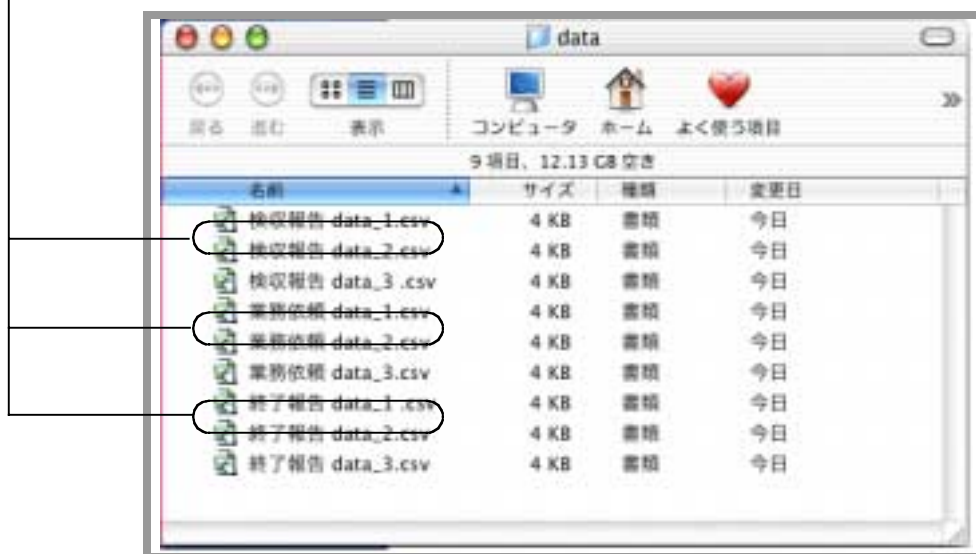 data
戻る 進む 表示 コンピュータ ホーム よく使う項目
9 項目、12.13 GB 空き
名前 サイズ 種類 変更日
検収報告 data_1.csv 4 KB 書類 今日
検収報告 data_2.csv 4 KB 書類 今日
検収報告 data_3 .csv 4 KB 書類 今日
業務依頼 data_1.csv 4 KB 書類 今日
業務依頼 data_2.csv 4 KB 書類 今日
業務依頼 data_3.csv 4 KB 書類 今日
終了報告 data_1 .csv 4 KB 書類 今日
終了報告 data_2.csv 4 KB 書類 今日
終了報告 data_3.csv 4 KB 書類 今日